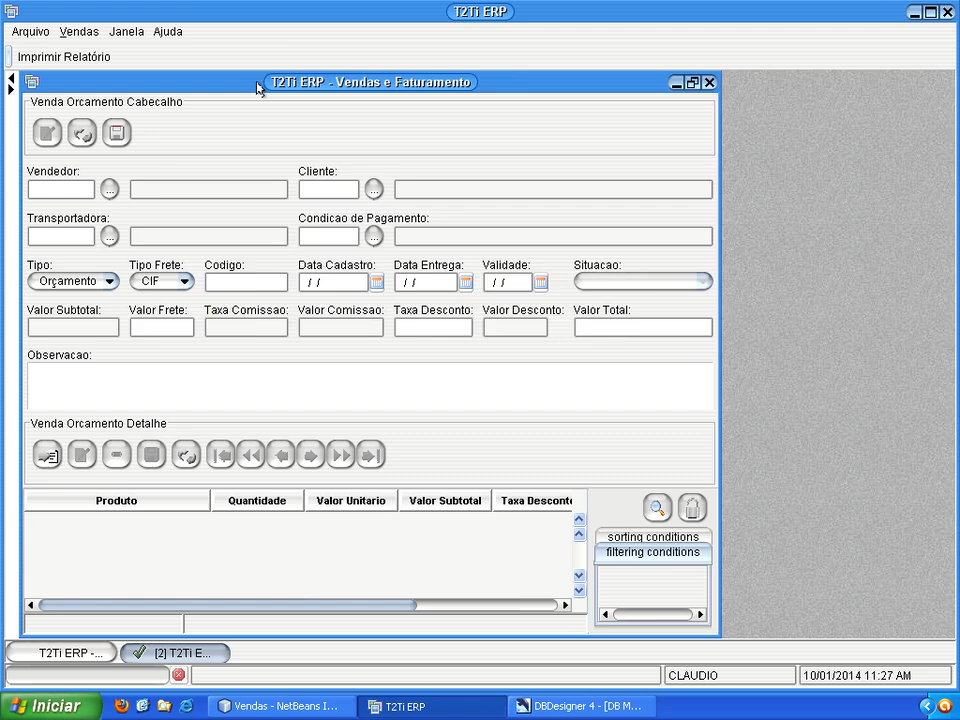 T2Ti ERP
Arquivo Vendas Janela Ajuda
Imprimir Relatório
T2Ti ERP - Vendas e Faturamento
Venda Orcamento Cabecalho
Vendedor: Cliente:
... ...
Transportadora: Condicao de Pagamento:
... ...
Tipo: Tipo Frete: Codigo: Data Cadastro: Data Entrega: Validade: Situacao:
Orçamento CIF / / / / / /
Valor Subtotal: Valor Frete: Taxa Comissao: Valor Comissao: Taxa Desconto: Valor Desconto: Valor Total:
Observacao:
Venda Orcamento Detalhe
Produto Quantidade Valor Unitario Valor Subtotal Taxa Desconto
sorting conditions
filtering conditions
T2Ti ERP -... [2] T2Ti E...
CLAUDIO 10/01/2014 11:27 AM
Iniciar Vendas - NetBeans I... T2Ti ERP DBDesigner 4 - [DB M...